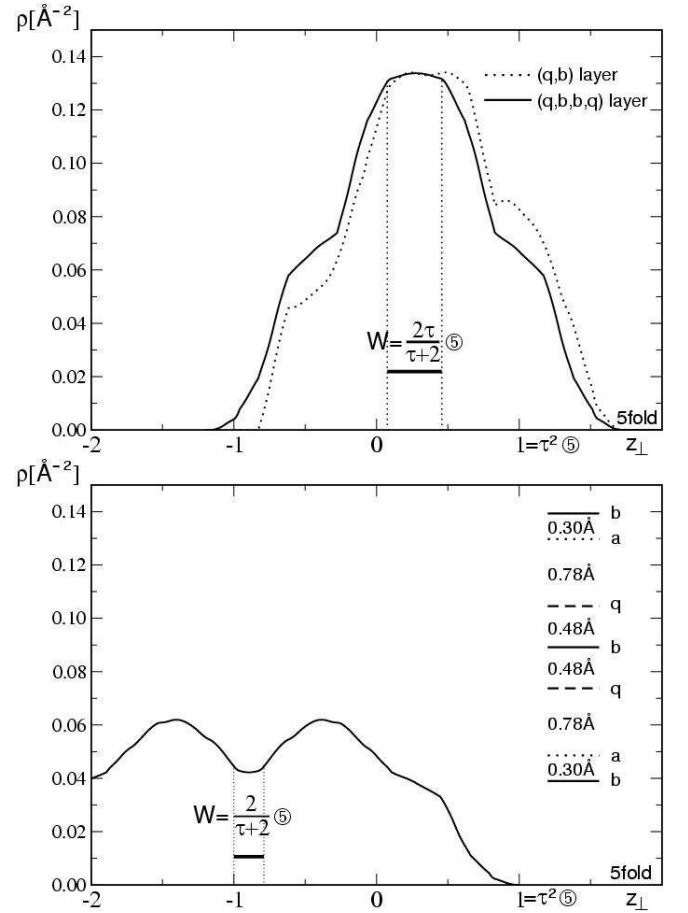 ρ[Å⁻²]
0.14
(q,b) layer
0.12
(q,b,b,q) layer
0.10
0.08
0.06
0.04
W=2τ/τ+2 ⑤
0.02
5fold
0.00
-2 -1 0 1=τ²⑤ z⊥
ρ[Å⁻²]
0.14
b
0.30Å
a
0.12
0.78Å
q
0.10
0.48Å
b
0.08
0.48Å
q
0.06
0.78Å
a
0.04
0.30Å
b
W=2/τ+2 ⑤
0.02
5fold
0.00
-2 -1 0 1=τ²⑤ z⊥